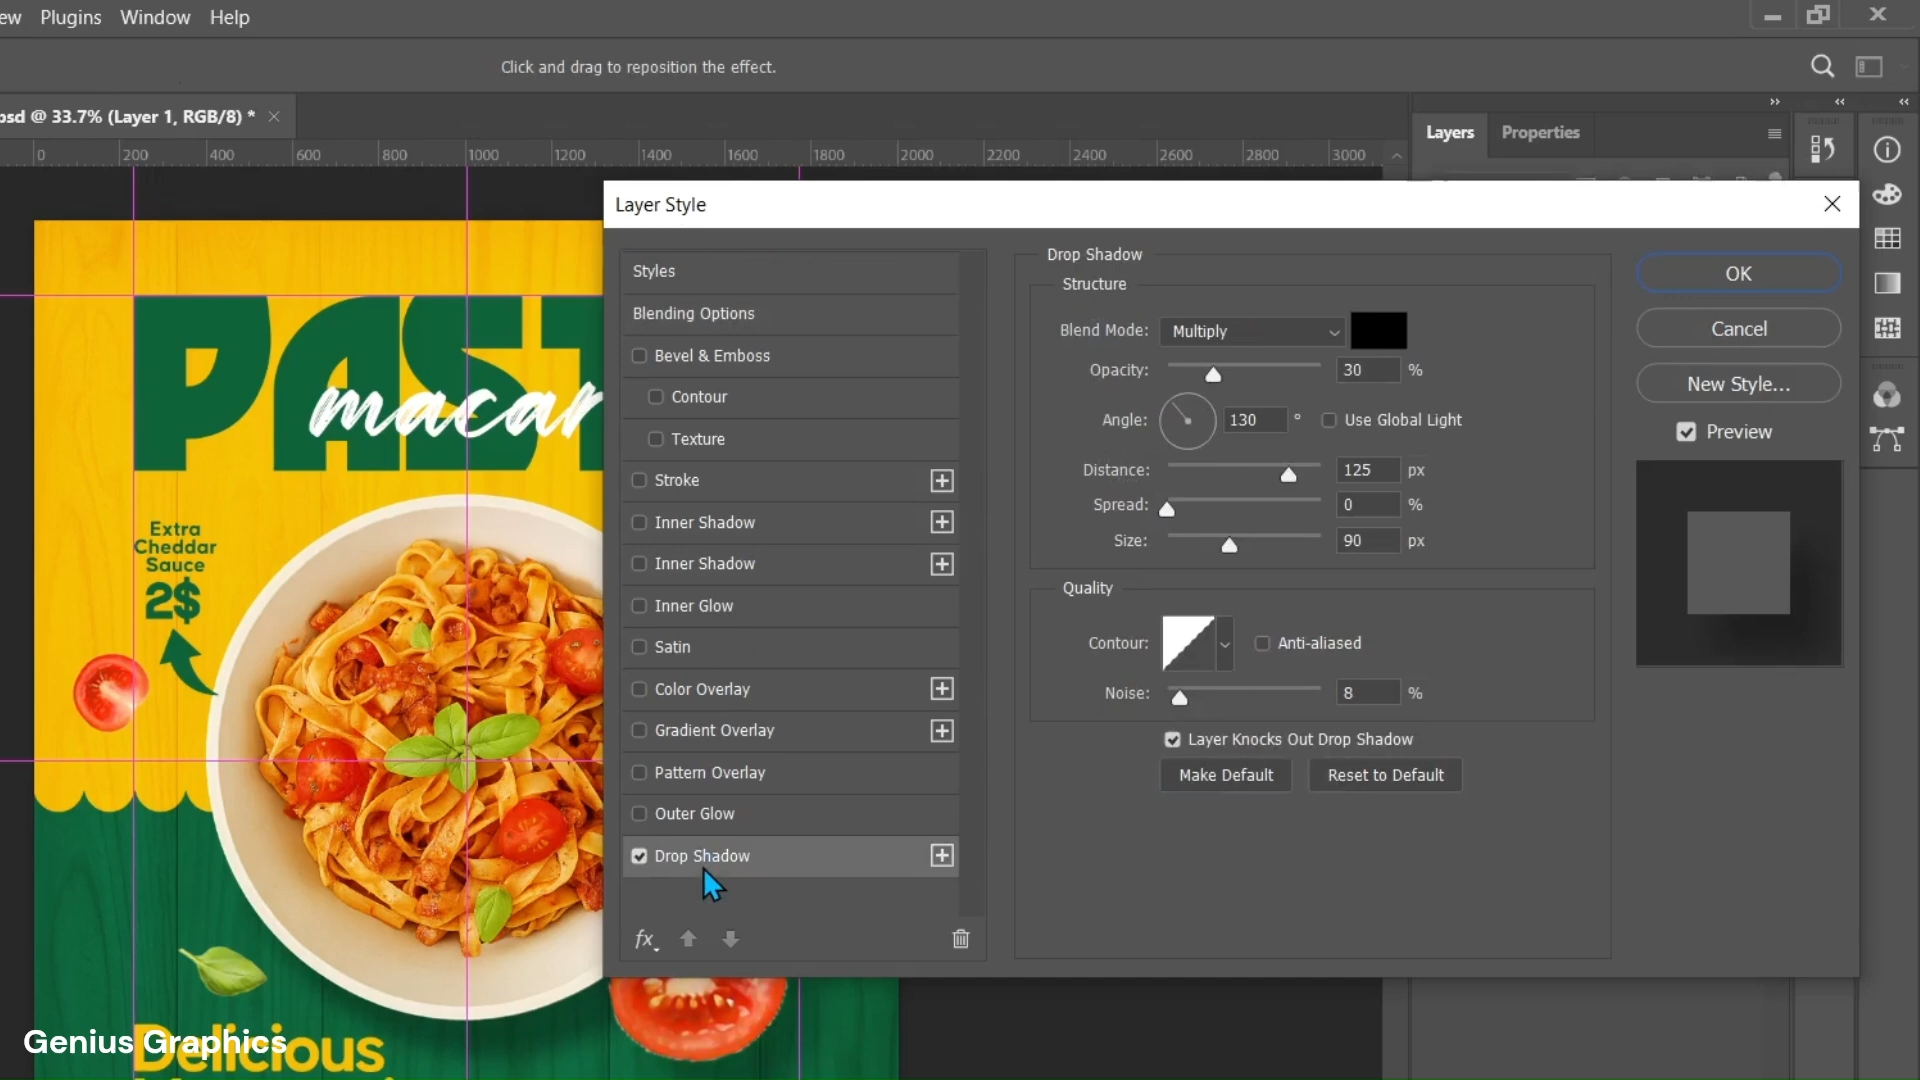 ew Plugins Window Help
Click and drag to reposition the effect.
psd @ 33.7% (Layer 1, RGB/8) *
Layers Properties
0 200 400 600 800 1000 1200 1400 1600 1800 2000 2200 2400 2600 2800 3000
Layer Style
Styles
Blending Options
Bevel & Emboss
Contour
Texture
Stroke
Inner Shadow
Inner Shadow
Inner Glow
Satin
Color Overlay
Gradient Overlay
Pattern Overlay
Outer Glow
Drop Shadow
fx
Drop Shadow
Structure
Blend Mode: Multiply
Opacity: 30 %
Angle: 130 ° Use Global Light
Distance: 125 px
Spread: 0 %
Size: 90 px
Quality
Contour: Anti-aliased
Noise: 8 %
Layer Knocks Out Drop Shadow
Make Default Reset to Default
OK
Cancel
New Style...
Preview
PAST
macar
Extra
Cheddar
Sauce
2$
Delicious
Genius Graphics